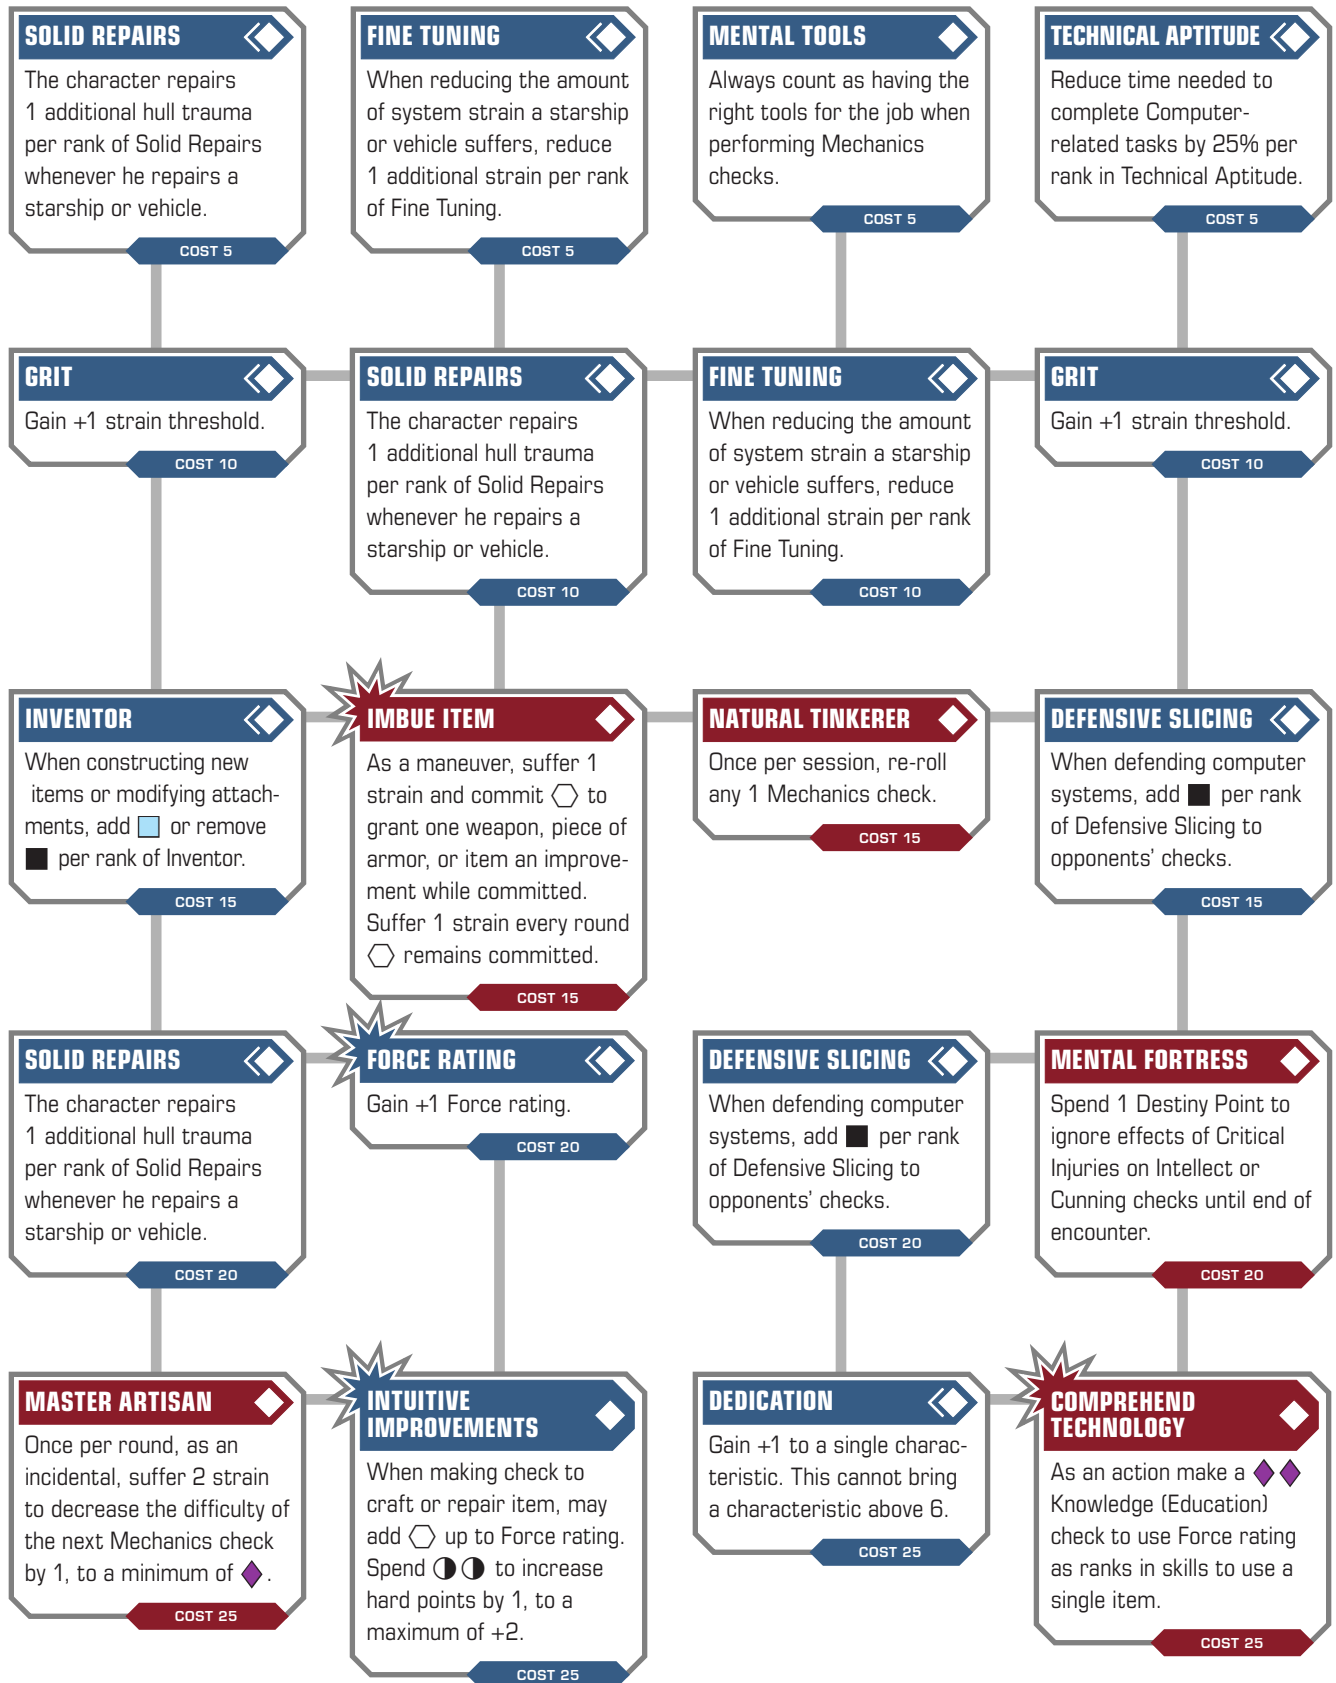 SOLID REPAIRS
The character repairs
1 additional hull trauma
per rank of Solid Repairs
whenever he repairs a
starship or vehicle.
COST 5
FINE TUNING
When reducing the amount
of system strain a starship
or vehicle suffers, reduce
1 additional strain per rank
of Fine Tuning.
COST 5
MENTAL TOOLS
Always count as having the
right tools for the job when
performing Mechanics
checks.
COST 5
TECHNICAL APTITUDE
Reduce time needed to
complete Computer-
related tasks by 25% per
rank in Technical Aptitude.
COST 5
GRIT
Gain +1 strain threshold.
COST 10
SOLID REPAIRS
The character repairs
1 additional hull trauma
per rank of Solid Repairs
whenever he repairs a
starship or vehicle.
COST 10
FINE TUNING
When reducing the amount
of system strain a starship
or vehicle suffers, reduce
1 additional strain per rank
of Fine Tuning.
COST 10
GRIT
Gain +1 strain threshold.
COST 10
INVENTOR
When constructing new
items or modifying attach-
ments, add or remove
per rank of Inventor.
COST 15
IMBUE ITEM
As a maneuver, suffer 1
strain and commit to
grant one weapon, piece of
armor, or item an improve-
ment while committed.
Suffer 1 strain every round
remains committed.
COST 15
NATURAL TINKERER
Once per session, re-roll
any 1 Mechanics check.
COST 15
DEFENSIVE SLICING
When defending computer
systems, add per rank
of Defensive Slicing to
opponents' checks.
COST 15
SOLID REPAIRS
The character repairs
1 additional hull trauma
per rank of Solid Repairs
whenever he repairs a
starship or vehicle.
COST 20
FORCE RATING
Gain +1 Force rating.
COST 20
DEFENSIVE SLICING
When defending computer
systems, add per rank
of Defensive Slicing to
opponents' checks.
COST 20
MENTAL FORTRESS
Spend 1 Destiny Point to
ignore effects of Critical
Injuries on Intellect or
Cunning checks until end of
encounter.
COST 20
MASTER ARTISAN
Once per round, as an
incidental, suffer 2 strain
to decrease the difficulty of
the next Mechanics check
by 1, to a minimum of .
COST 25
INTUITIVE
IMPROVEMENTS
When making check to
craft or repair item, may
add up to Force rating.
Spend to increase
hard points by 1, to a
maximum of +2.
COST 25
DEDICATION
Gain +1 to a single charac-
teristic. This cannot bring
a characteristic above 6.
COST 25
COMPREHEND
TECHNOLOGY
As an action make a
Knowledge (Education)
check to use Force rating
as ranks in skills to use a
single item.
COST 25